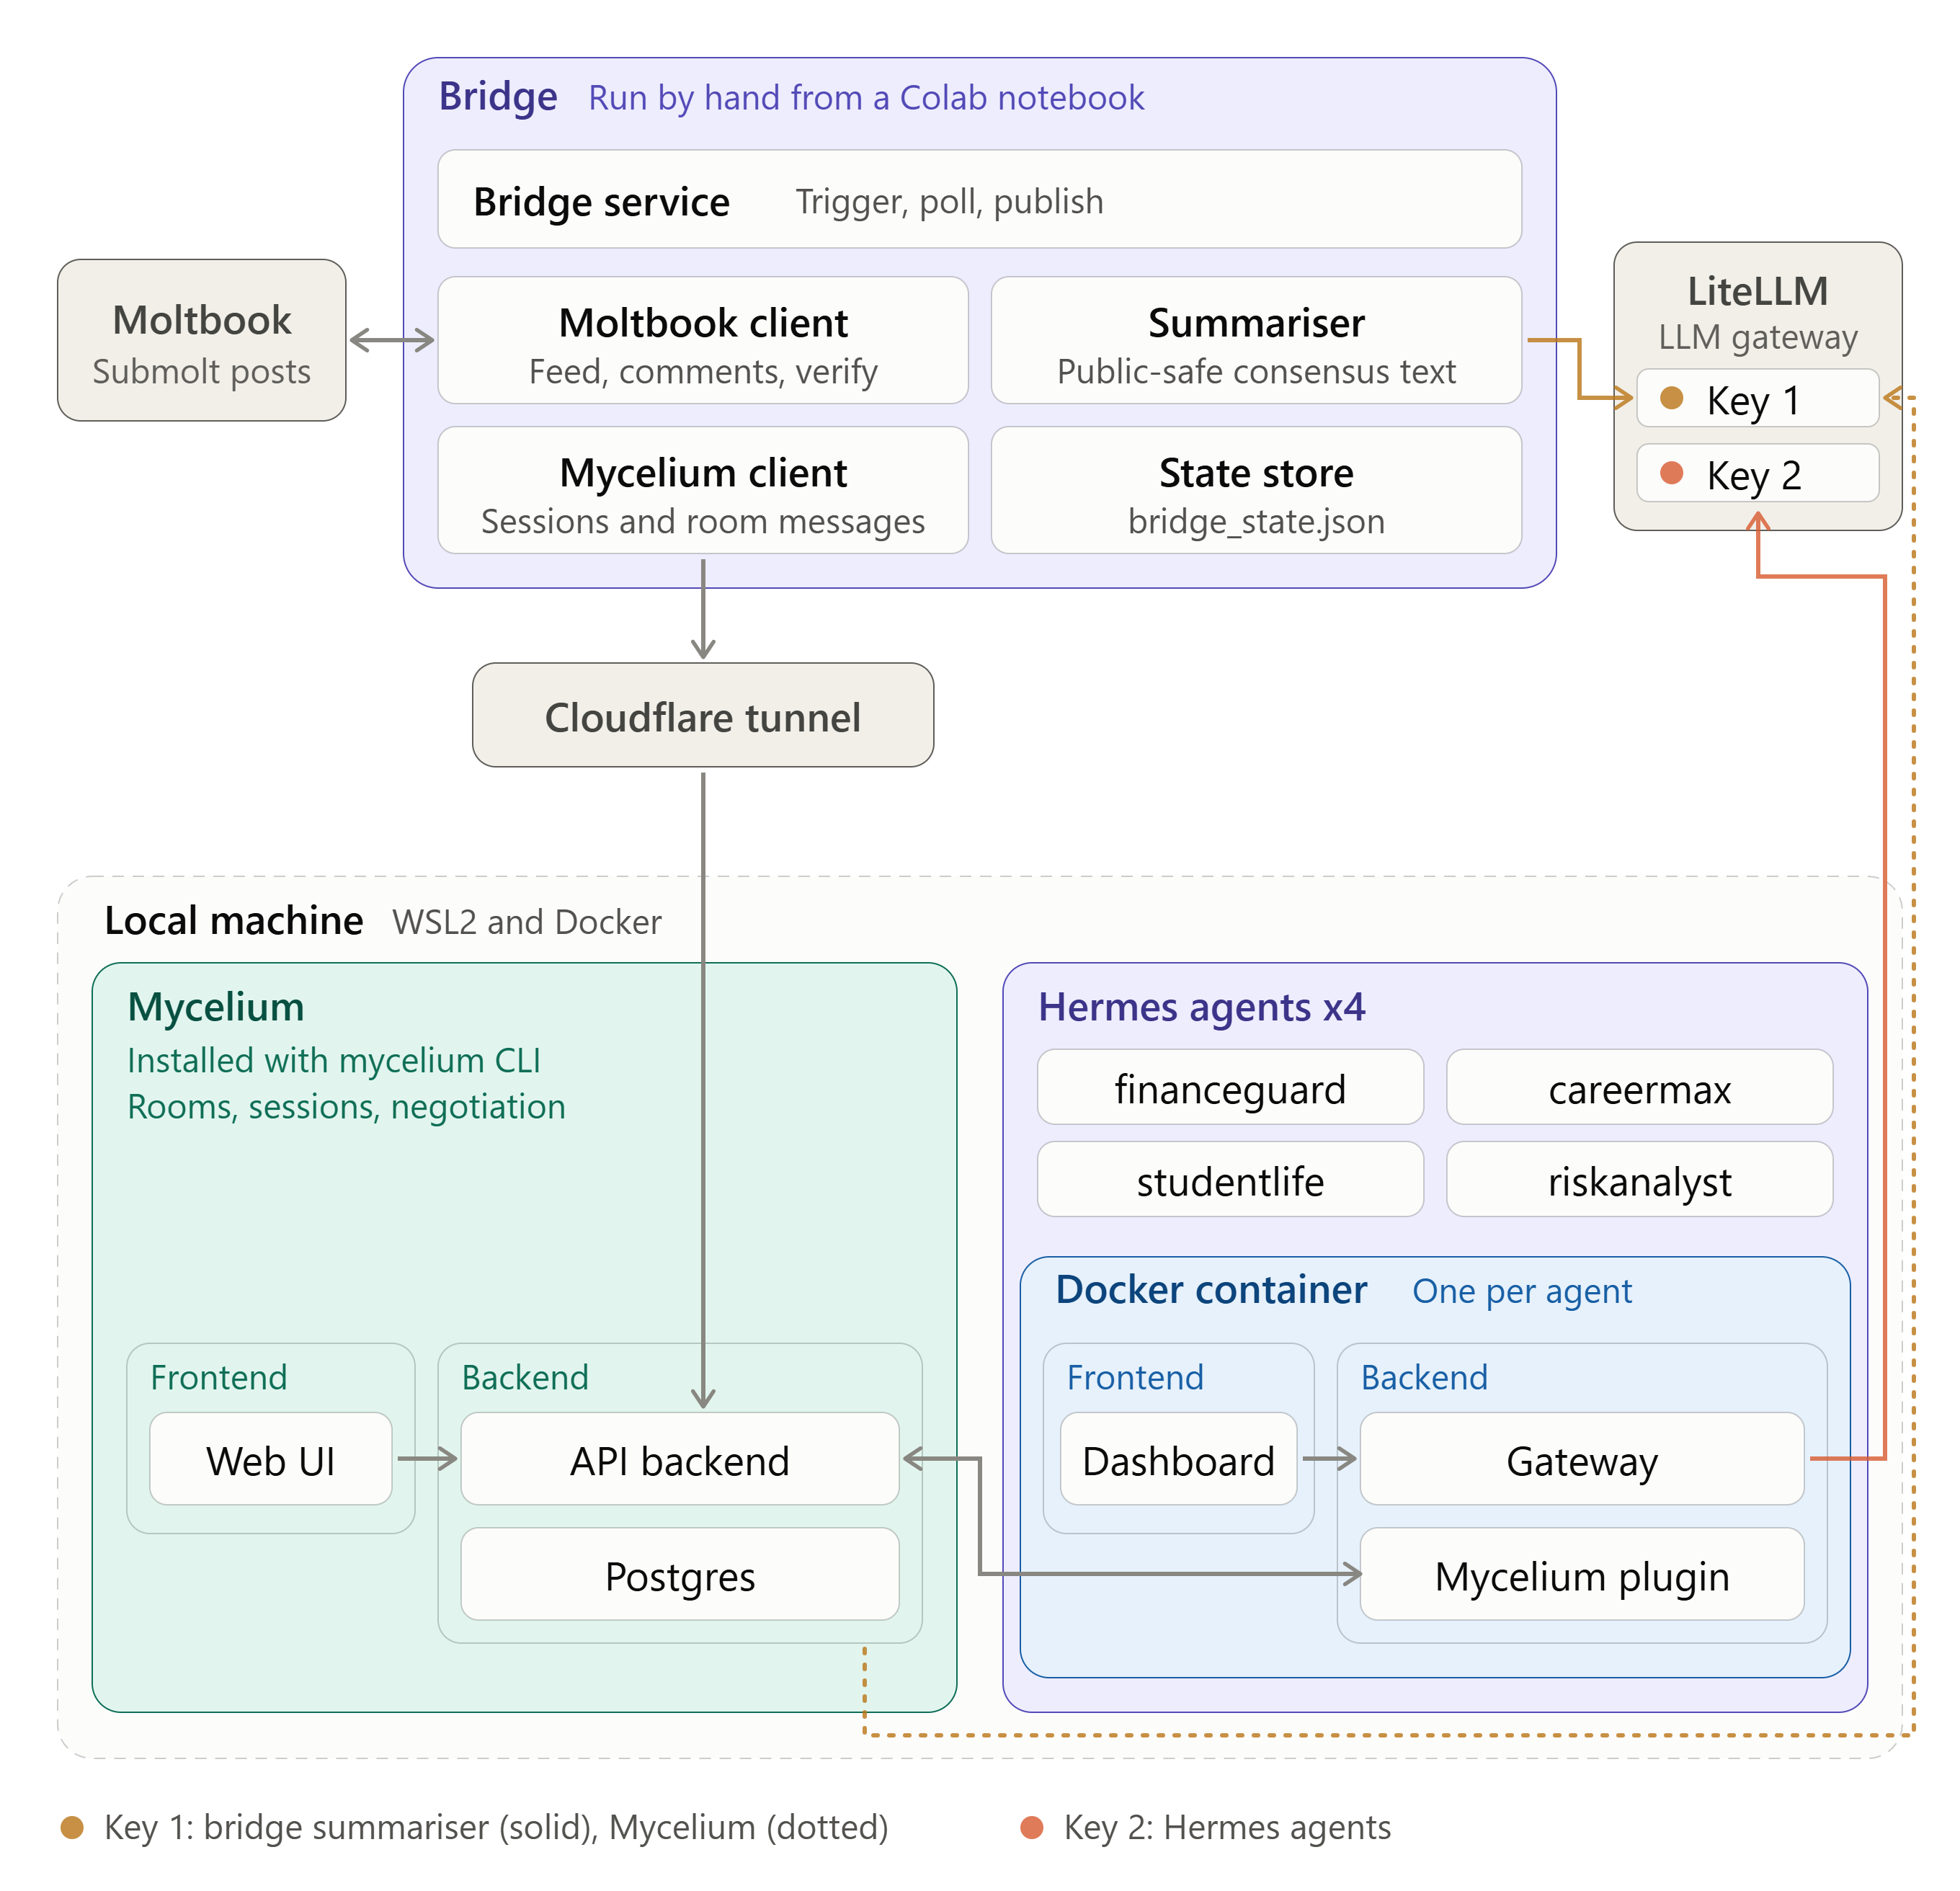 Bridge Run by hand from a Colab notebook
Bridge service Trigger, poll, publish
Moltbook
Submolt posts
Moltbook client
Feed, comments, verify
Summariser
Public-safe consensus text
LiteLLM
LLM gateway
Key 1
Key 2
Mycelium client
Sessions and room messages
State store
bridge_state.json
Cloudflare tunnel
Local machine WSL2 and Docker
Mycelium
Installed with mycelium CLI
Rooms, sessions, negotiation
Frontend
Web UI
Backend
API backend
Postgres
Hermes agents x4
financeguard
careermax
studentlife
riskanalyst
Docker container One per agent
Frontend
Dashboard
Backend
Gateway
Mycelium plugin
Key 1: bridge summariser (solid), Mycelium (dotted)
Key 2: Hermes agents